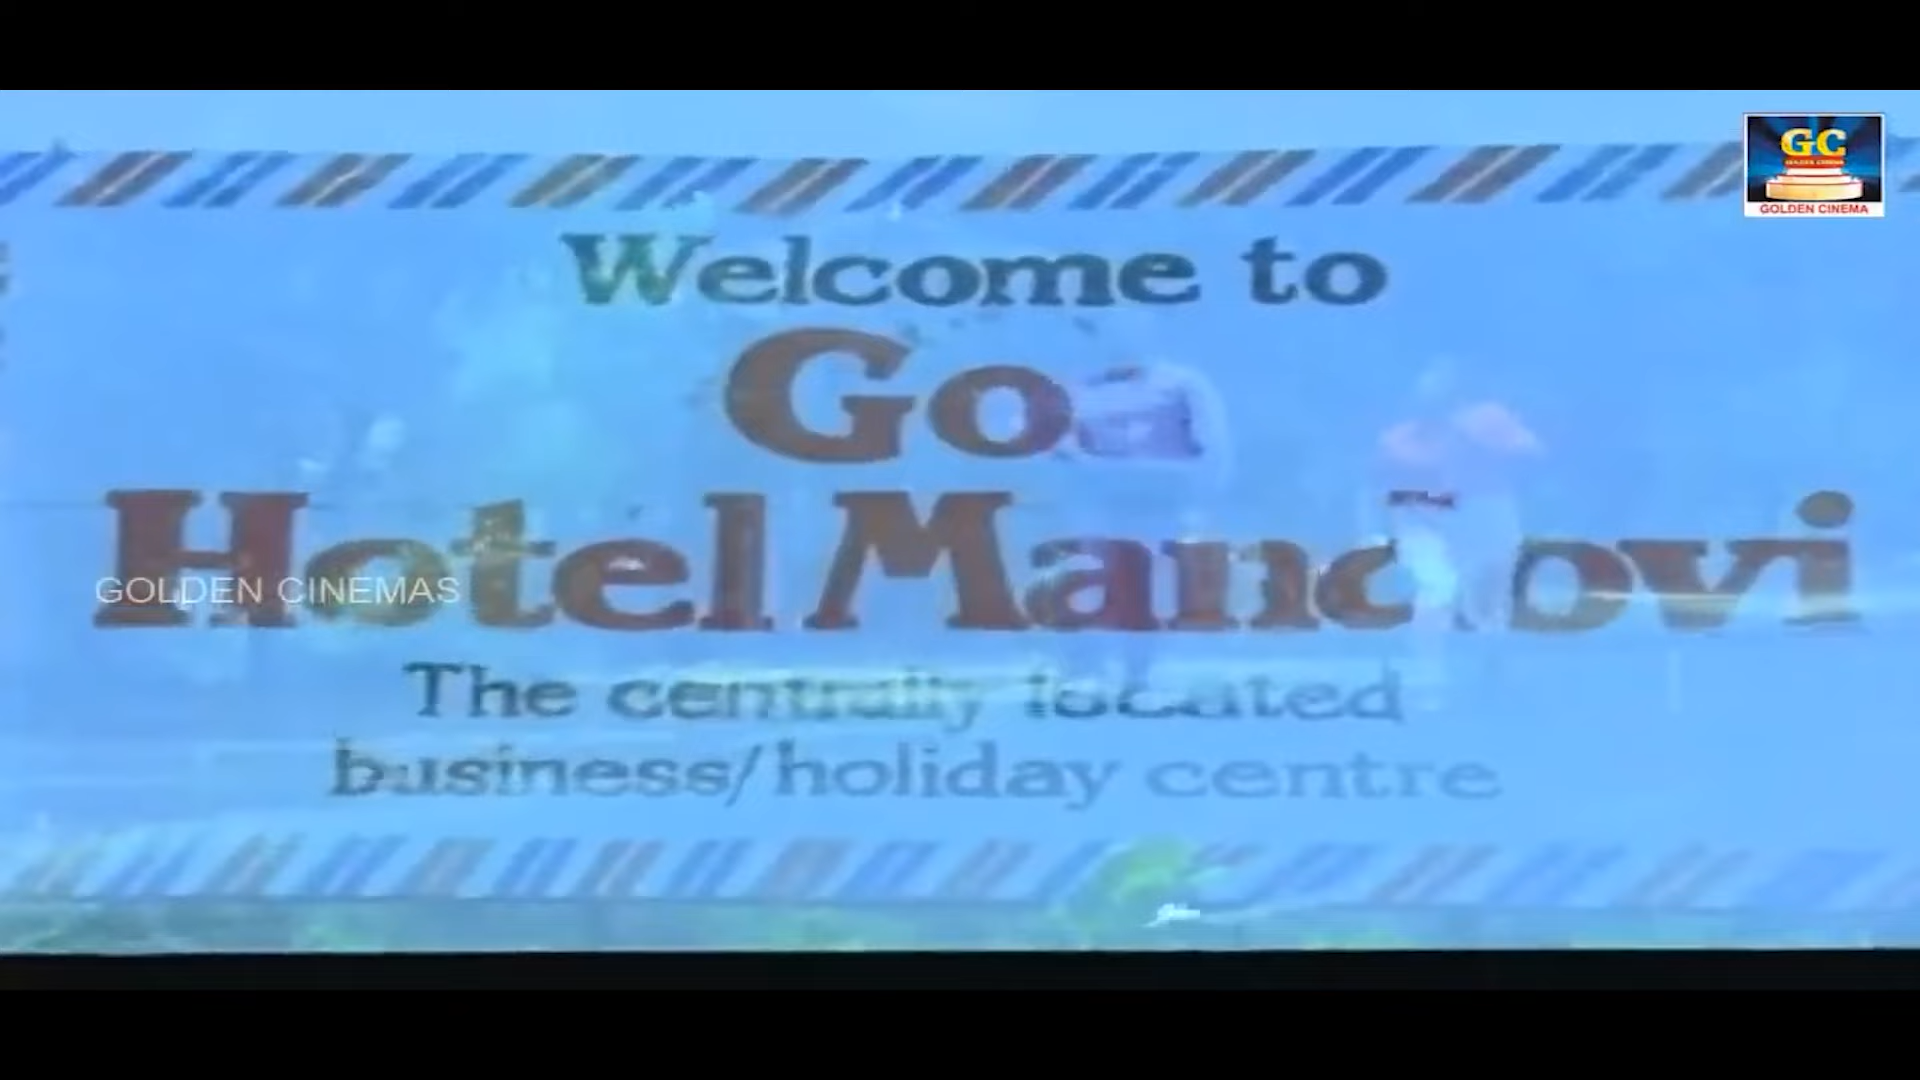 GC
GOLDEN CINEMA
Welcome to
Goa
Hotel Mandovi
GOLDEN CINEMAS
The centrally located
business/holiday centre